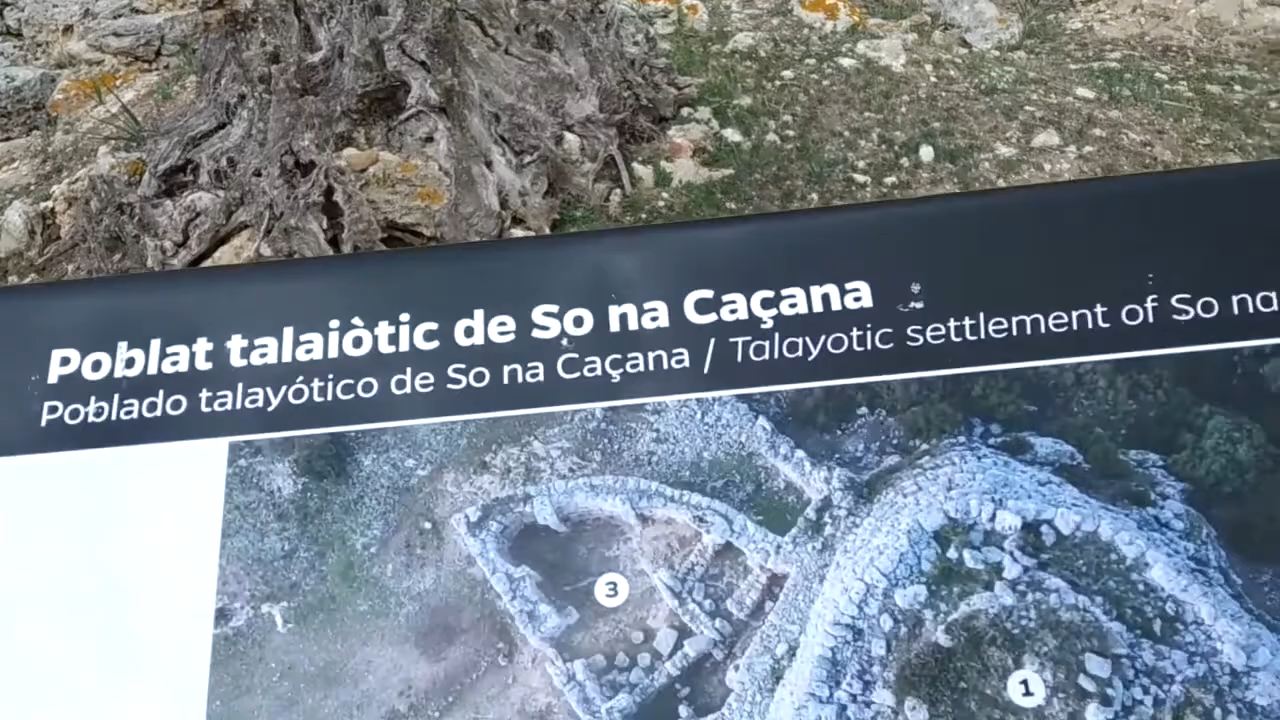 Poblat talaiòtic de So na Caçana
Poblado talayótico de So na Caçana / Talayotic settlement of So na
3
1